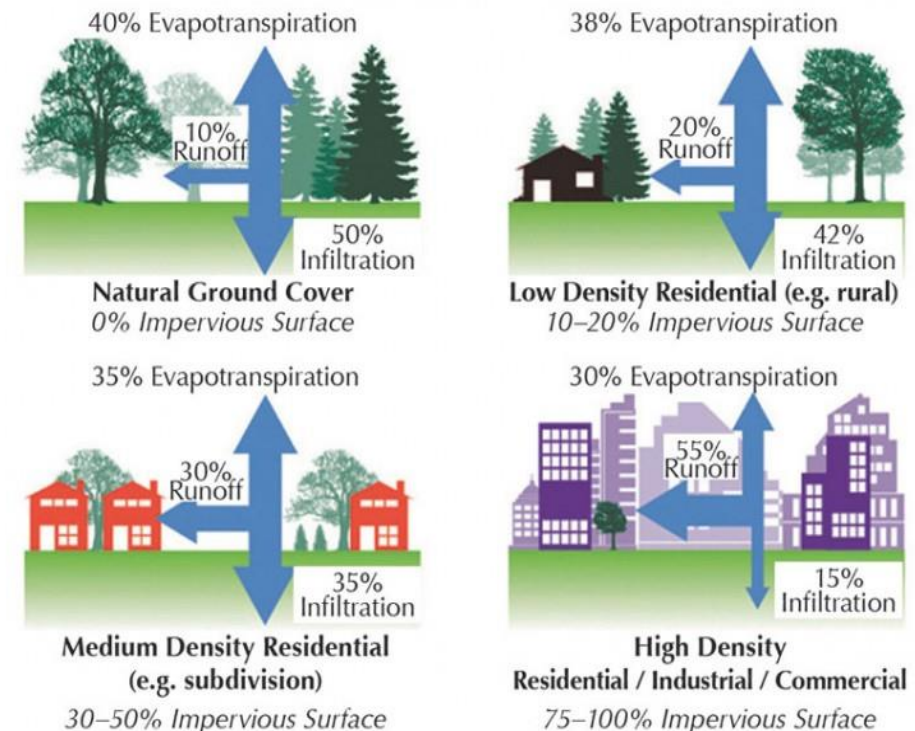 40% Evapotranspiration
10%
Runoff
50%
Infiltration
Natural Ground Cover
0% Impervious Surface
38% Evapotranspiration
20%
Runoff
42%
Infiltration
Low Density Residential (e.g. rural)
10–20% Impervious Surface
35% Evapotranspiration
30%
Runoff
35%
Infiltration
Medium Density Residential
(e.g. subdivision)
30–50% Impervious Surface
30% Evapotranspiration
55%
Runoff
15%
Infiltration
High Density
Residential / Industrial / Commercial
75–100% Impervious Surface